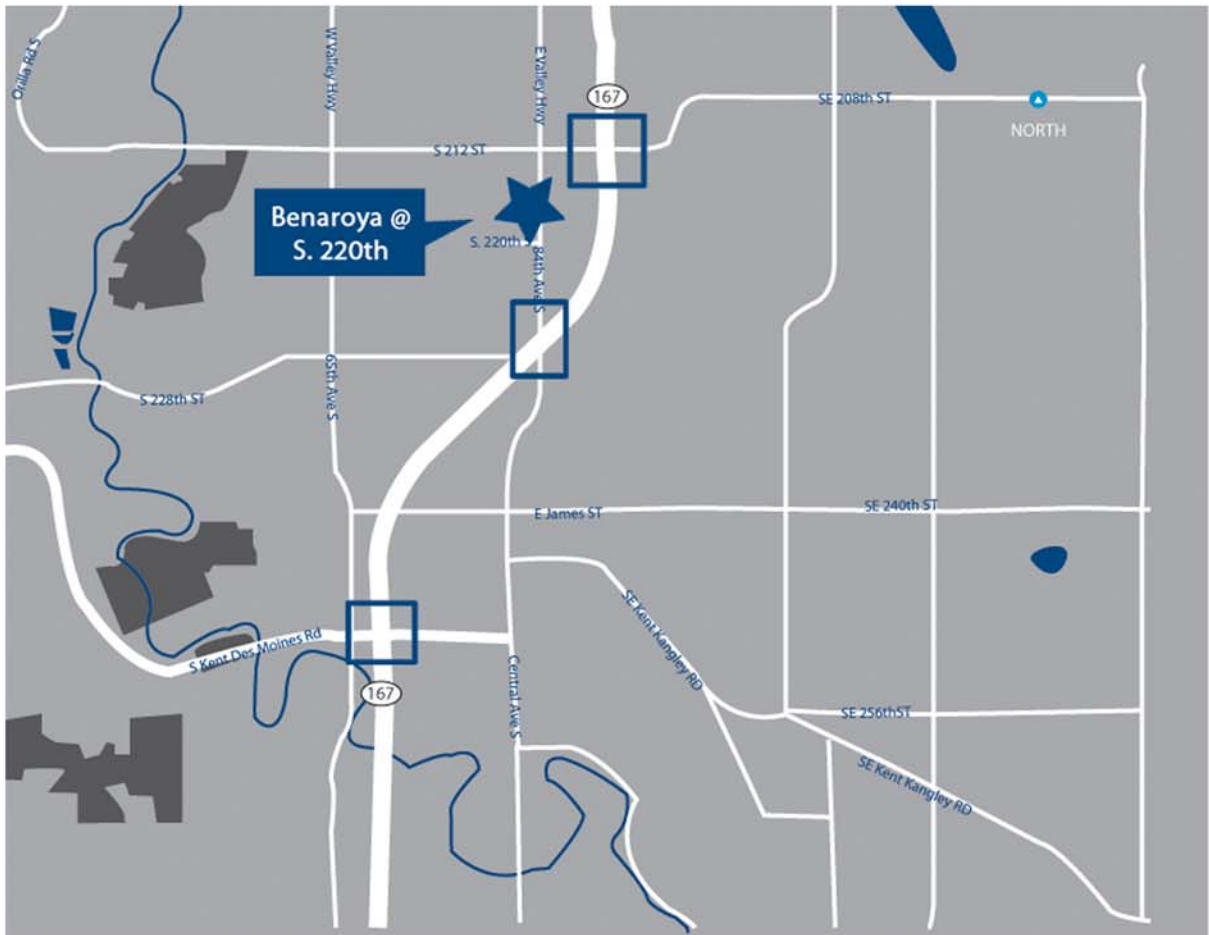 Orilla Rd S
W Valley Hwy
E Valley Hwy
167
SE 208th ST
NORTH
S 212 ST
Benaroya @
S. 220th
S. 220th
84th Ave S
65th Ave S
S 228th ST
E James ST
SE 240th ST
SE Kent Kangley RD
S Kent Des Moines Rd
Central Ave S
167
SE 256thST
SE Kent Kangley RD